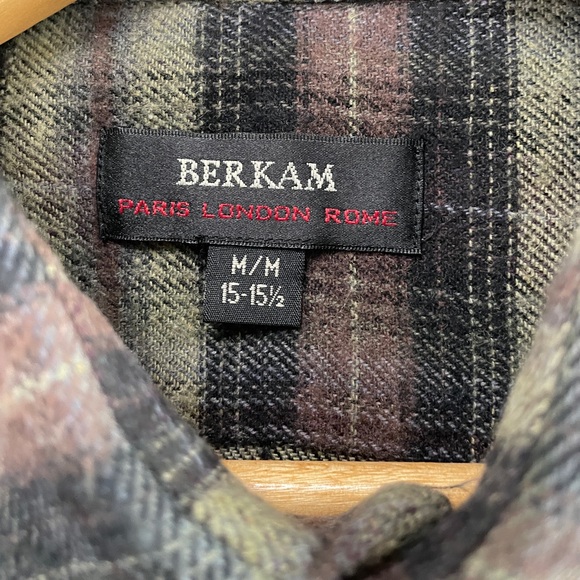 BERKAM
PARIS LONDON ROME
M/M
15-15½